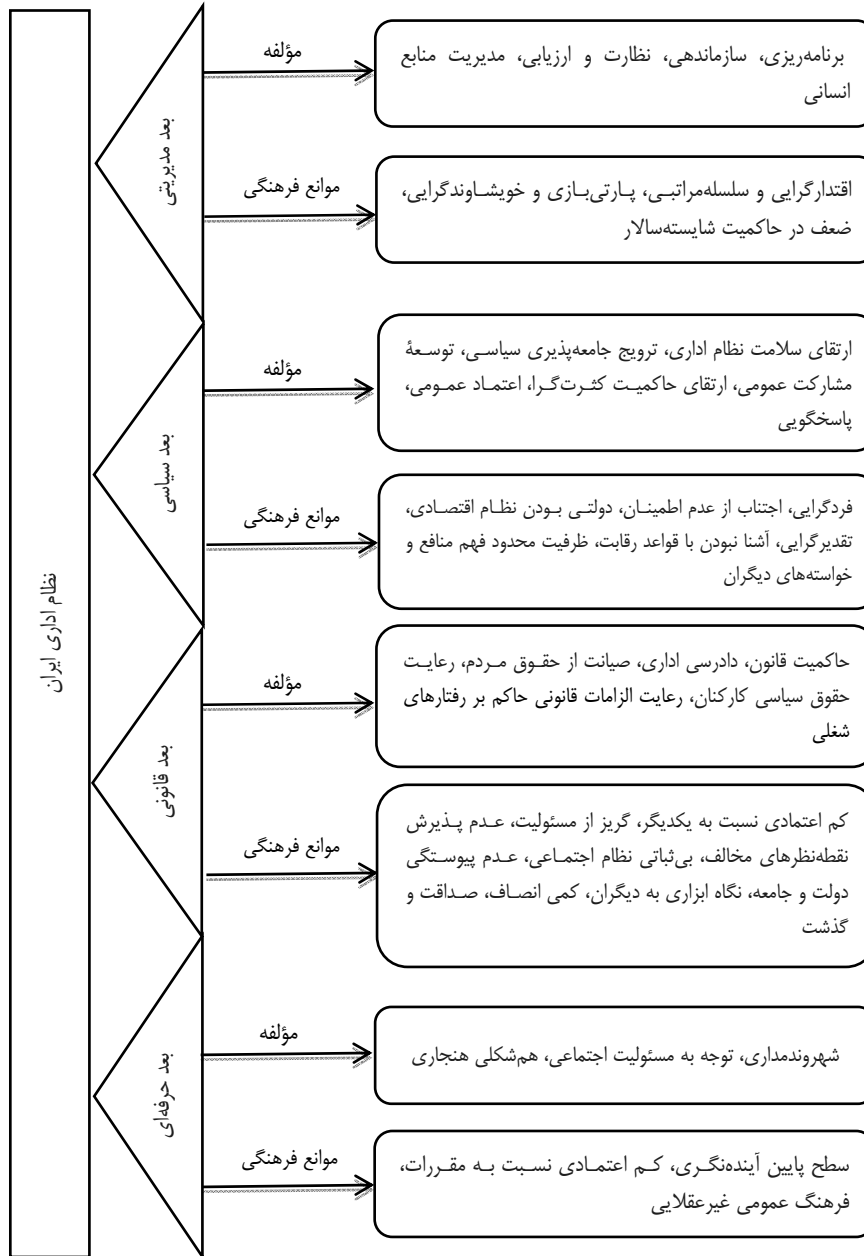 نظام اداری ایران
بعد مدیریتی
مؤلفه
برنامه‌ریزی، سازماندهی، نظارت و ارزیابی، مدیریت منابع
انسانی
موانع فرهنگی
اقتدارگرایی و سلسله‌مراتبی، پارتی‌بازی و خویشاوندگرایی،
ضعف در حاکمیت شایسته‌سالار
بعد سیاسی
مؤلفه
ارتقای سلامت نظام اداری، ترویج جامعه‌پذیری سیاسی، توسعۀ
مشارکت عمومی، ارتقای حاکمیت کثرت‌گرا، اعتماد عمومی،
پاسخگویی
موانع فرهنگی
فردگرایی، اجتناب از عدم اطمینان، دولتی بودن نظام اقتصادی،
تقدیرگرایی، آشنا نبودن با قواعد رقابت، ظرفیت محدود فهم منافع و
خواسته‌های دیگران
بعد قانونی
مؤلفه
حاکمیت قانون، دادرسی اداری، صیانت از حقوق مردم، رعایت
حقوق سیاسی کارکنان، رعایت الزامات قانونی حاکم بر رفتارهای
شغلی
موانع فرهنگی
کم اعتمادی نسبت به یکدیگر، گریز از مسئولیت، عدم پذیرش
نقطه‌نظرهای مخالف، بی‌ثباتی نظام اجتماعی، عدم پیوستگی
دولت و جامعه، نگاه ابزاری به دیگران، کمی انصاف، صداقت و
گذشت
بعد حرفه‌ای
مؤلفه
شهروندمداری، توجه به مسئولیت اجتماعی، هم‌شکلی هنجاری
موانع فرهنگی
سطح پایین آینده‌نگری، کم اعتمادی نسبت به مقررات،
فرهنگ عمومی غیرعقلایی